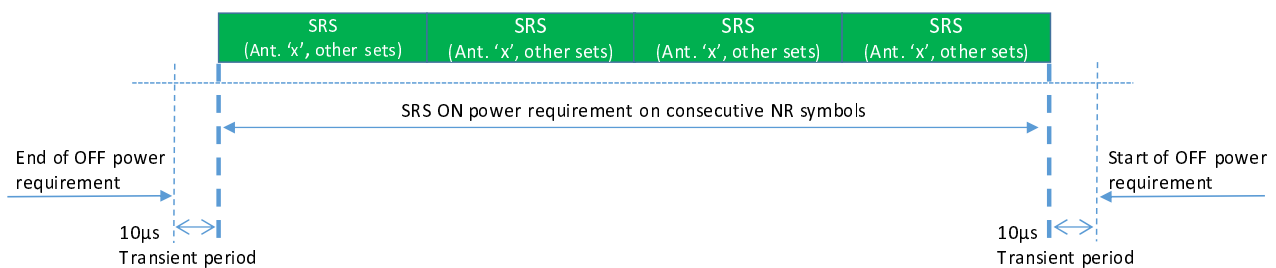 SRS
(Ant. ‘x’, other sets)
SRS
(Ant. ‘x’, other sets)
SRS
(Ant. ‘x’, other sets)
SRS
(Ant. ‘x’, other sets)
SRS ON power requirement on consecutive NR symbols
End of OFF power
requirement
Start of OFF power
requirement
10µs
Transient period
10µs
Transient period